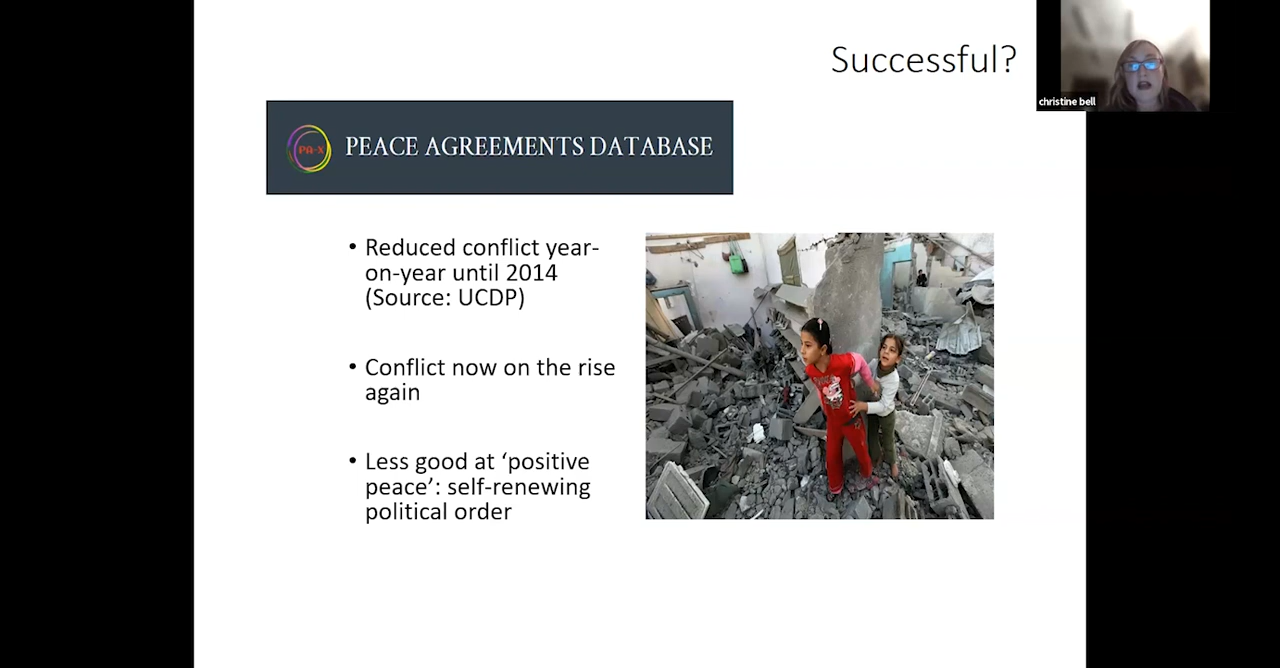 Successful?
christine bell
PA-X
PEACE AGREEMENTS DATABASE
• Reduced conflict year-
on-year until 2014
(Source: UCDP)
• Conflict now on the rise
again
• Less good at ‘positive
peace’: self-renewing
political order